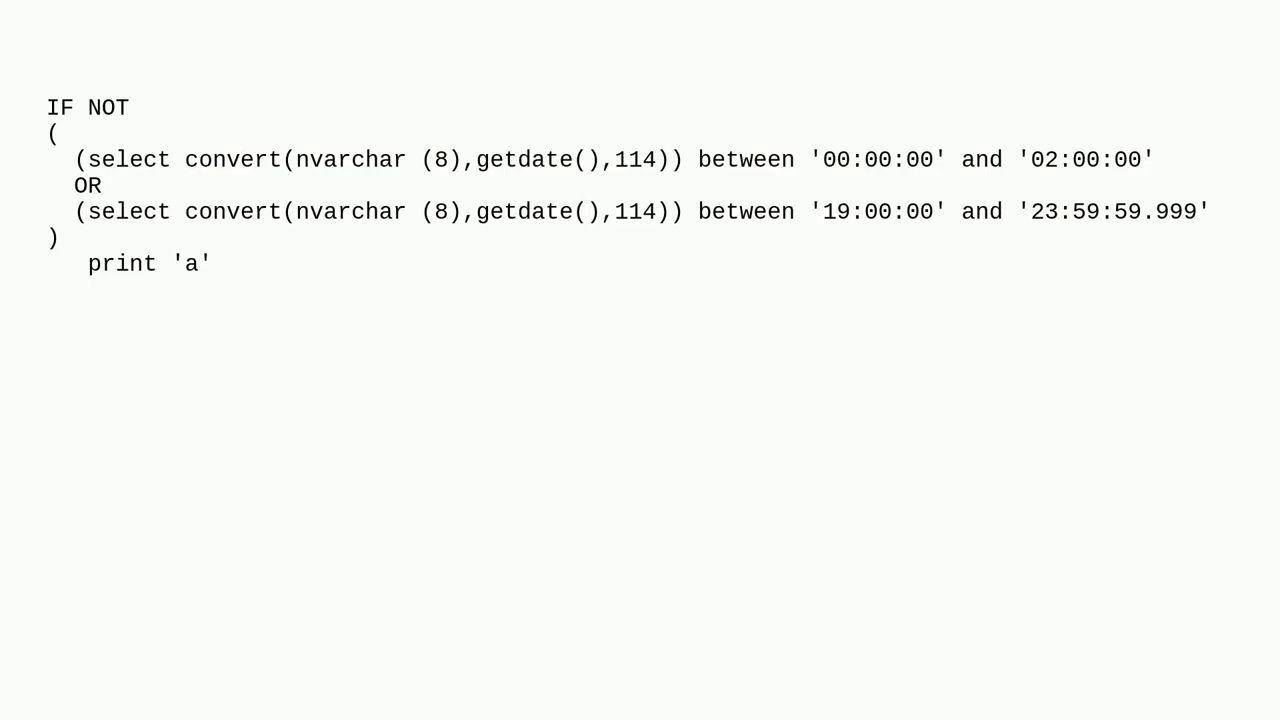 IF NOT
(
  (select convert(nvarchar (8),getdate(),114)) between '00:00:00' and '02:00:00'
  OR
  (select convert(nvarchar (8),getdate(),114)) between '19:00:00' and '23:59:59.999'
)
   print 'a'